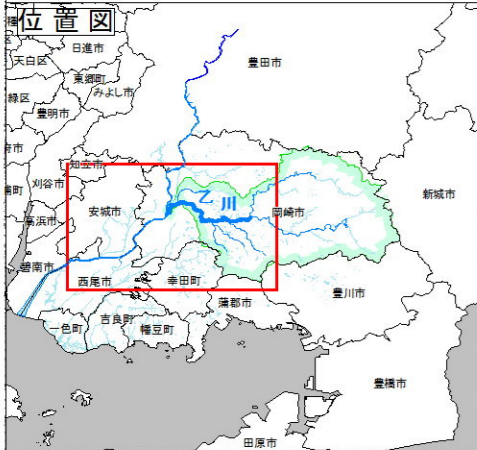 位置図
日進市
天白区
東郷町
みよし市
緑区
豊明市
豊田市
知立市
刈谷市
乙川
岡崎市
新城市
安城市
高浜市
碧南市
西尾市
幸田町
豊川市
蒲郡市
一色町
吉良町
幡豆町
豊橋市
田原市